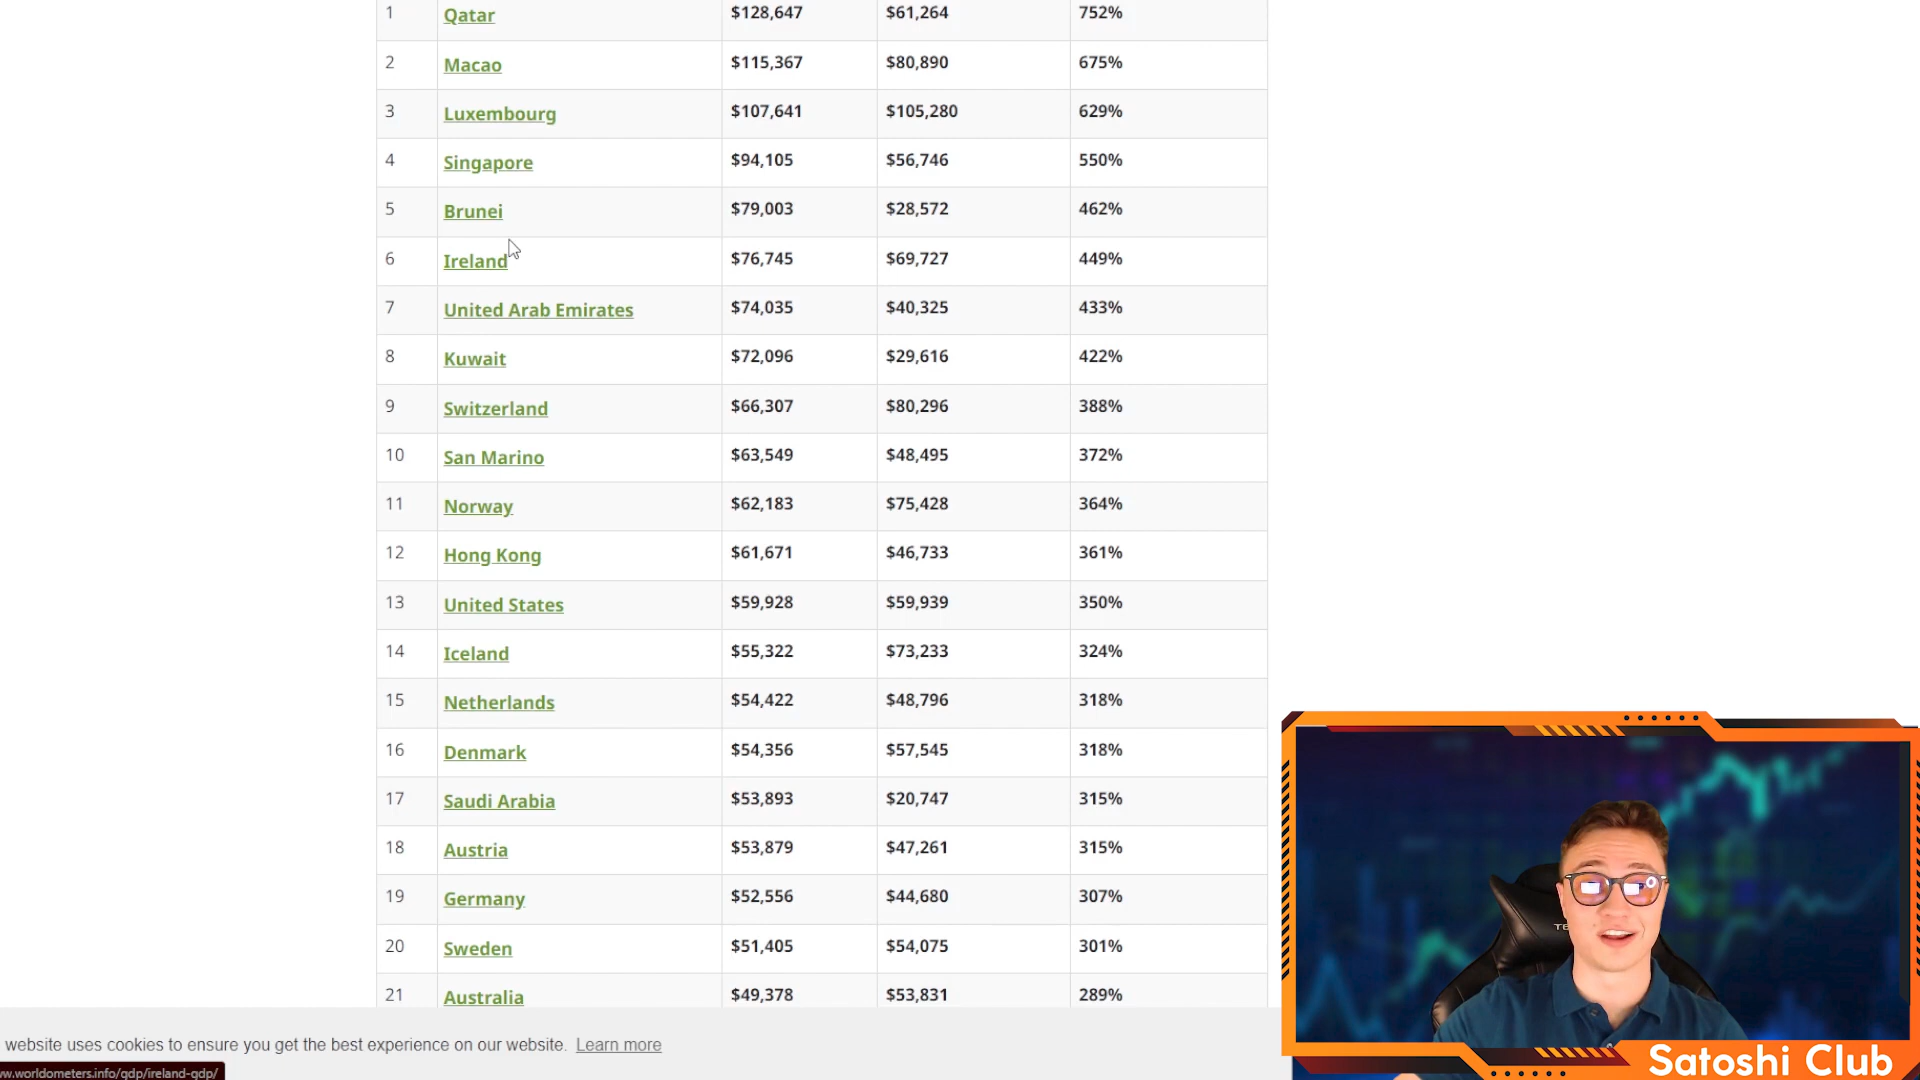 1 Qatar $128,647 $61,264 752%
2 Macao $115,367 $80,890 675%
3 Luxembourg $107,641 $105,280 629%
4 Singapore $94,105 $56,746 550%
5 Brunei $79,003 $28,572 462%
6 Ireland $76,745 $69,727 449%
7 United Arab Emirates $74,035 $40,325 433%
8 Kuwait $72,096 $29,616 422%
9 Switzerland $66,307 $80,296 388%
10 San Marino $63,549 $48,495 372%
11 Norway $62,183 $75,428 364%
12 Hong Kong $61,671 $46,733 361%
13 United States $59,928 $59,939 350%
14 Iceland $55,322 $73,233 324%
15 Netherlands $54,422 $48,796 318%
16 Denmark $54,356 $57,545 318%
17 Saudi Arabia $53,893 $20,747 315%
18 Austria $53,879 $47,261 315%
19 Germany $52,556 $44,680 307%
20 Sweden $51,405 $54,075 301%
21 Australia $49,378 $53,831 289%
website uses cookies to ensure you get the best experience on our website. Learn more
w.worldometers.info/gdp/ireland-gdp/
Satoshi Club